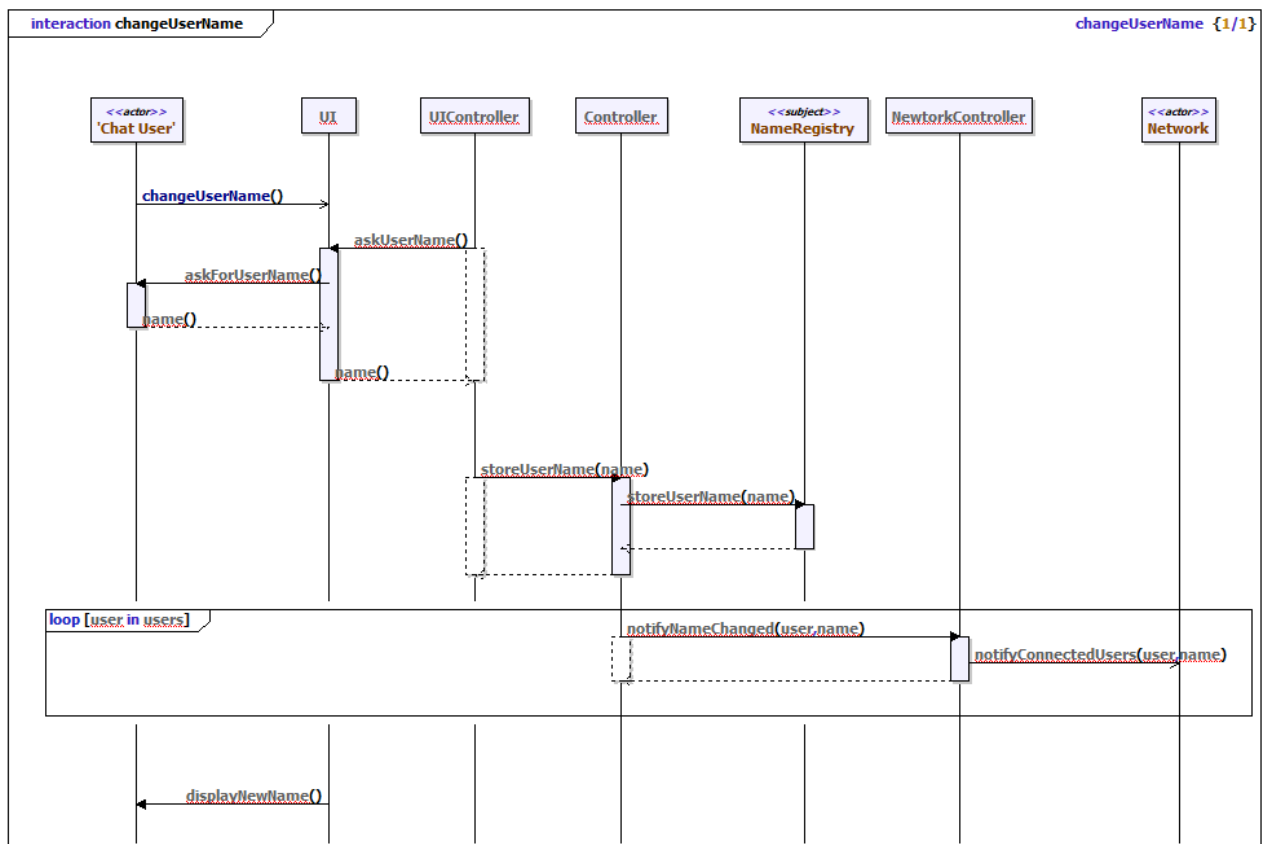 interaction changeUserName
changeUserName {1/1}
<<actor>>
'Chat User'
UI
UIController
Controller
<<subject>>
NameRegistry
NewtorkController
<<actor>>
Network
changeUserName()
askUserName()
askForUserName()
name()
name()
storeUserName(name)
storeUserName(name)
loop [user in users]
notifyNameChanged(user,name)
notifyConnectedUsers(user,name)
displayNewName()